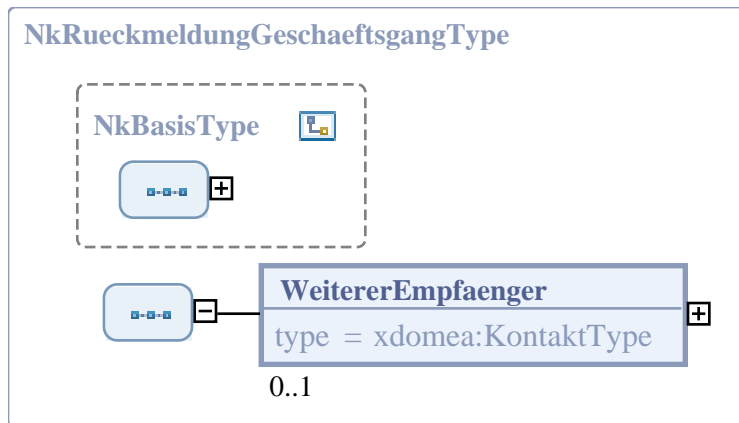 NkRueckmeldungGeschaeftsgangType
NkBasisType
WeitererEmpfaenger
type = xdomea:KontaktType
0..1